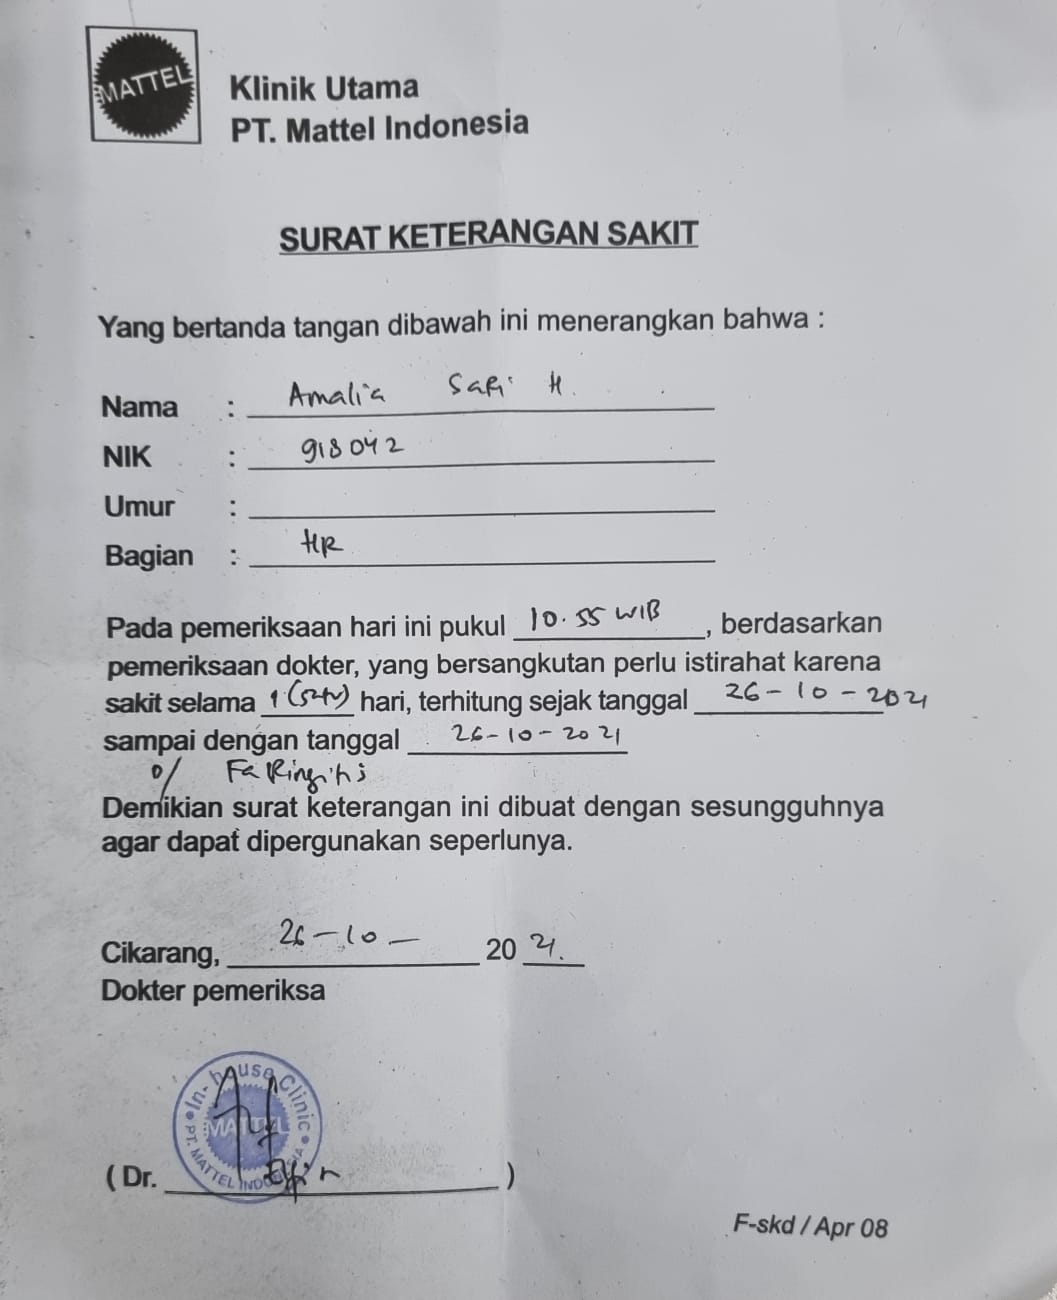 MATTEL
Klinik Utama
PT. Mattel Indonesia
SURAT KETERANGAN SAKIT
Yang bertanda tangan dibawah ini menerangkan bahwa :
Nama : Amalia Sari H.
NIK : 918042
Umur :
Bagian : HR
Pada pemeriksaan hari ini pukul 10.55 WIB, berdasarkan
pemeriksaan dokter, yang bersangkutan perlu istirahat karena
sakit selama 1 (satu) hari, terhitung sejak tanggal 26-10-2021
sampai dengan tanggal 26-10-2021
Faringitis
Demikian surat keterangan ini dibuat dengan sesungguhnya
agar dapat dipergunakan seperlunya.
Cikarang, 26-10- 20 21.
Dokter pemeriksa
In-house Clinic
MATTEL
PT. MATTEL INDONESIA
(Dr. )
F-skd / Apr 08